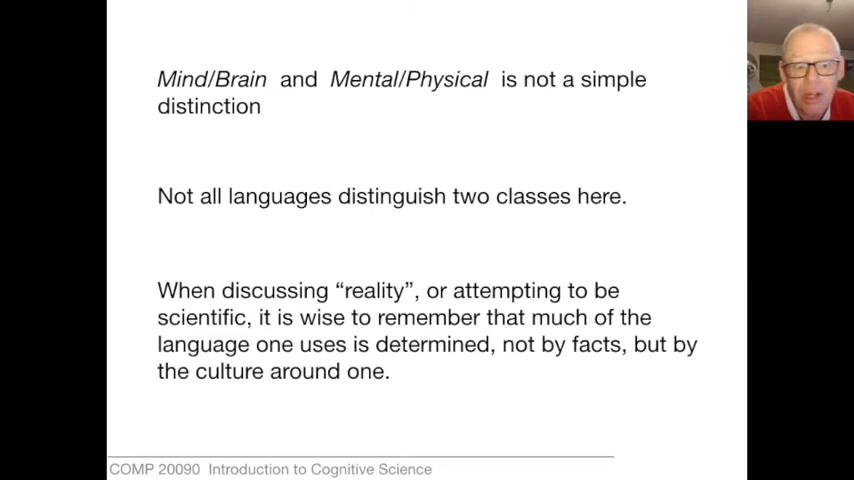 Mind/Brain and Mental/Physical is not a simple
distinction
Not all languages distinguish two classes here.
When discussing “reality”, or attempting to be
scientific, it is wise to remember that much of the
language one uses is determined, not by facts, but by
the culture around one.
COMP 20090 Introduction to Cognitive Science